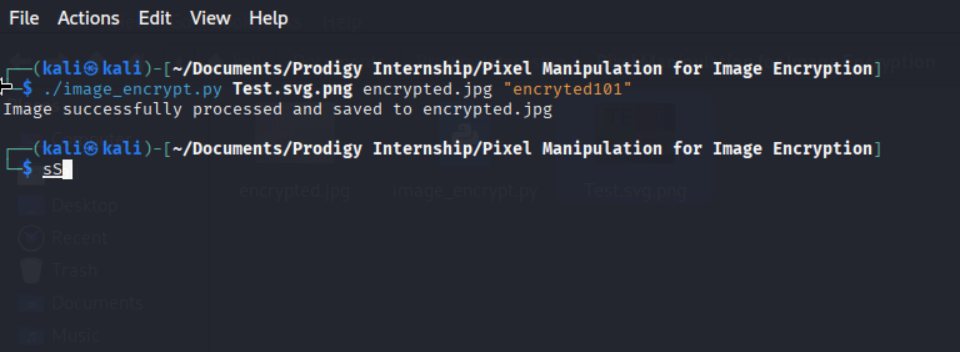 File Actions Edit View Help
┌──(kali㉿kali)-[~/Documents/Prodigy Internship/Pixel Manipulation for Image Encryption]
└─$ ./image_encrypt.py Test.svg.png encrypted.jpg "encryted101"
Image successfully processed and saved to encrypted.jpg
┌──(kali㉿kali)-[~/Documents/Prodigy Internship/Pixel Manipulation for Image Encryption]
└─$ sS
encrypted.jpg image_encrypt.py Test.svg.png
Desktop
Recent
Trash
Documents
Music